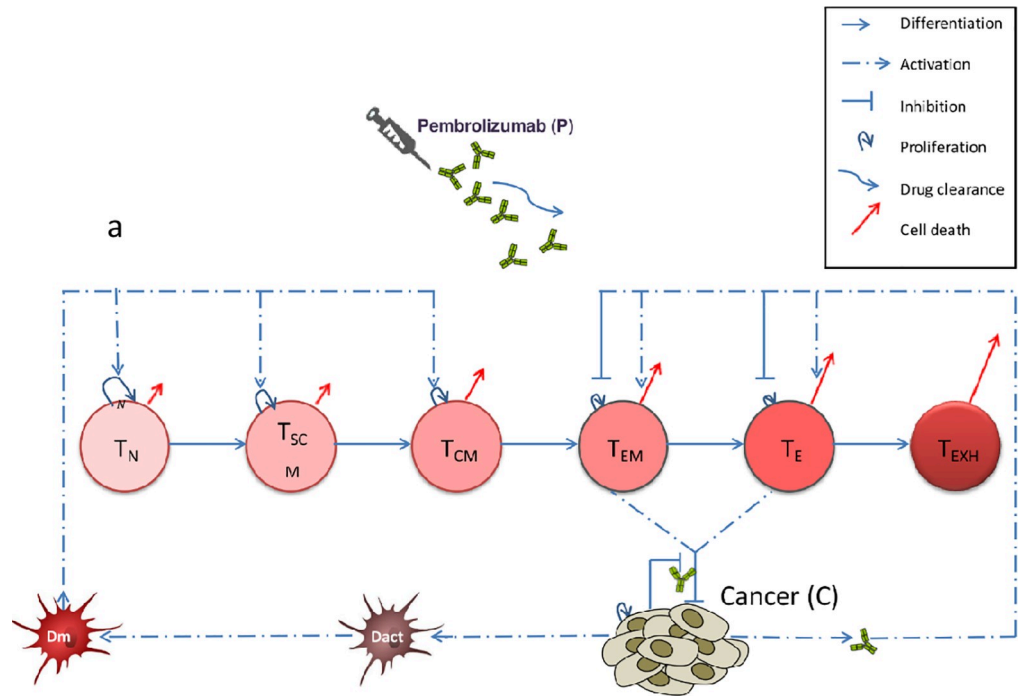 Differentiation
Activation
Inhibition
Proliferation
Drug clearance
Cell death
Pembrolizumab (P)
a
N
T_N
T_SC
M
T_CM
T_EM
T_E
T_EXH
Cancer (C)
Dm
Dact